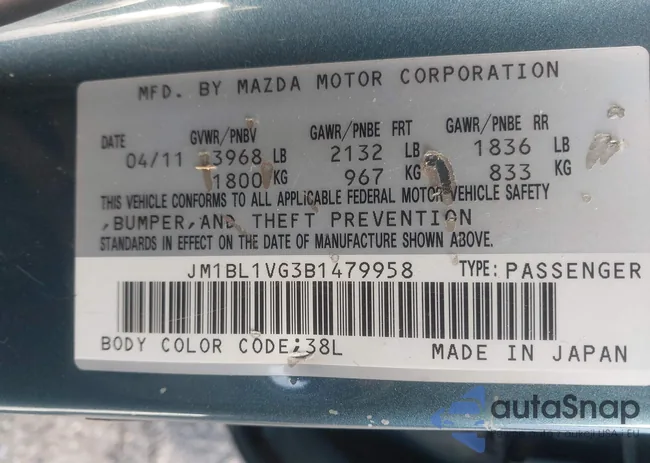 MFD. BY MAZDA MOTOR CORPORATION
DATE GVWR/PNBV GAWR/PNBE FRT GAWR/PNBE RR
04/11 3968 LB 2132 LB 1836 LB
1800 KG 967 KG 833 KG
THIS VEHICLE CONFORMS TO ALL APPLICABLE FEDERAL MOTOR VEHICLE SAFETY
,BUMPER,AND THEFT PREVENTION
STANDARDS IN EFFECT ON THE DATE OF MANUFACTURE SHOWN ABOVE.
JM1BL1VG3B1479958 TYPE: PASSENGER
BODY COLOR CODE:38L MADE IN JAPAN
autoSnap